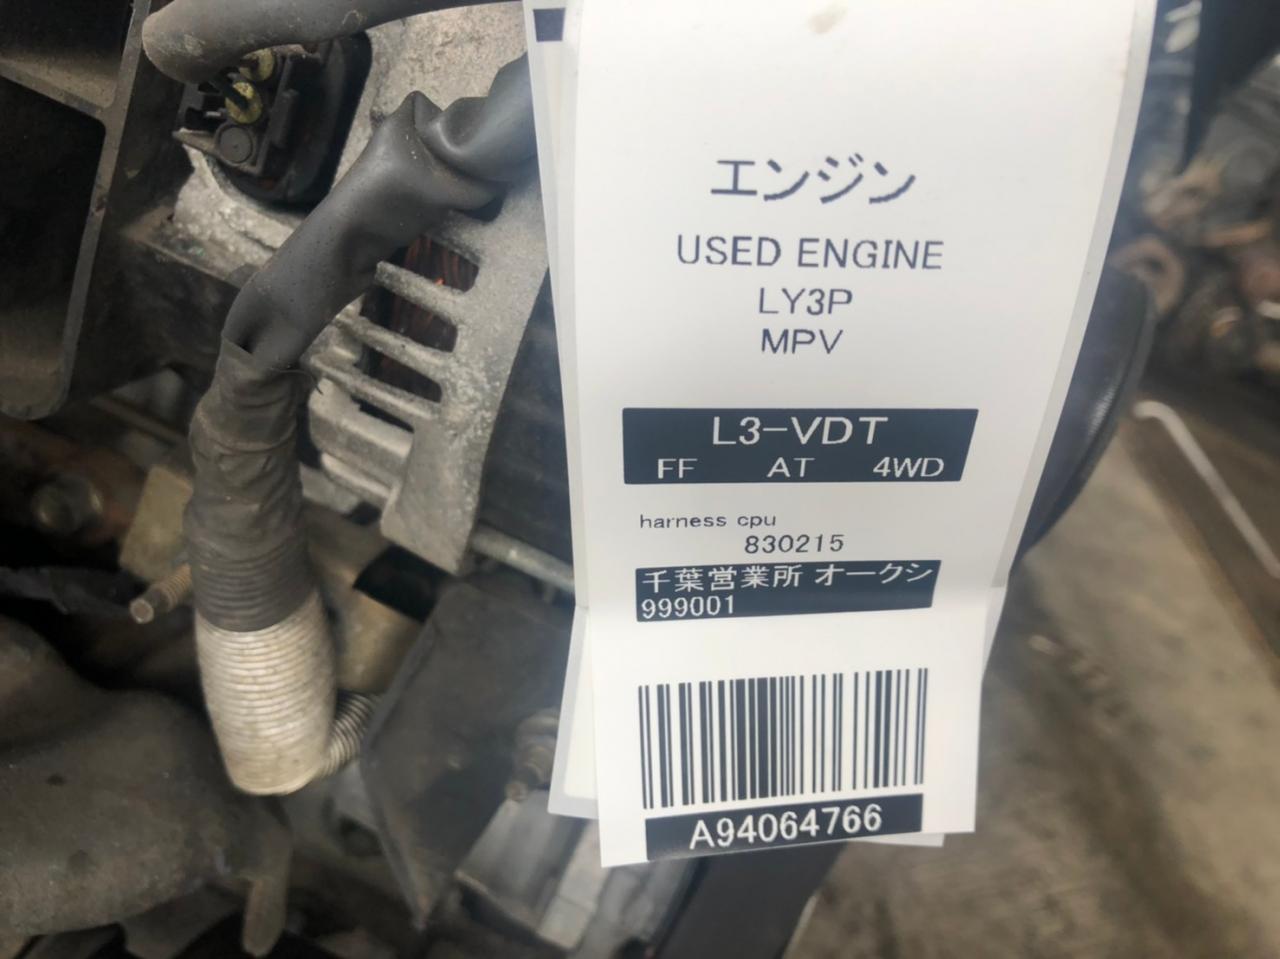 エンジン
USED ENGINE
LY3P
MPV
L3-VDT
FF AT 4WD
harness cpu
830215
千葉営業所 オークシ
999001
A94064766